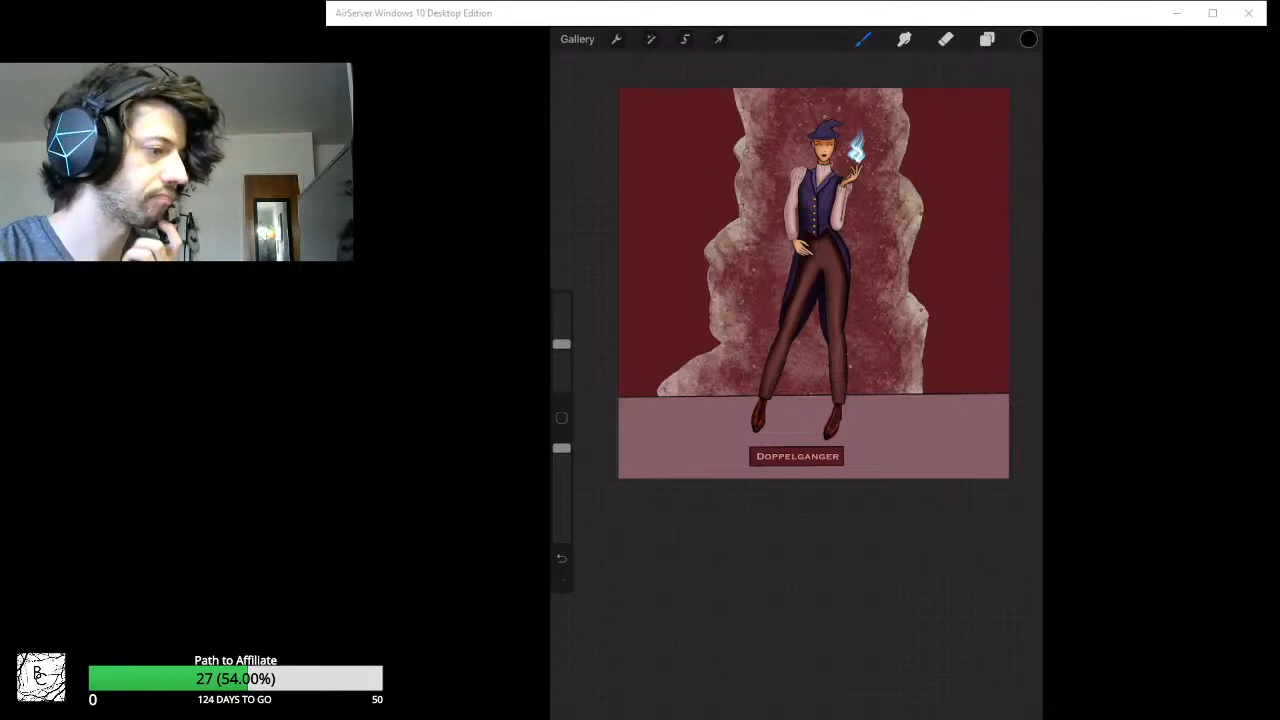 AirServer Windows 10 Desktop Edition
Gallery
DOPPELGANGER
Path to Affiliate
27 (54.00%)
0
124 DAYS TO GO
50